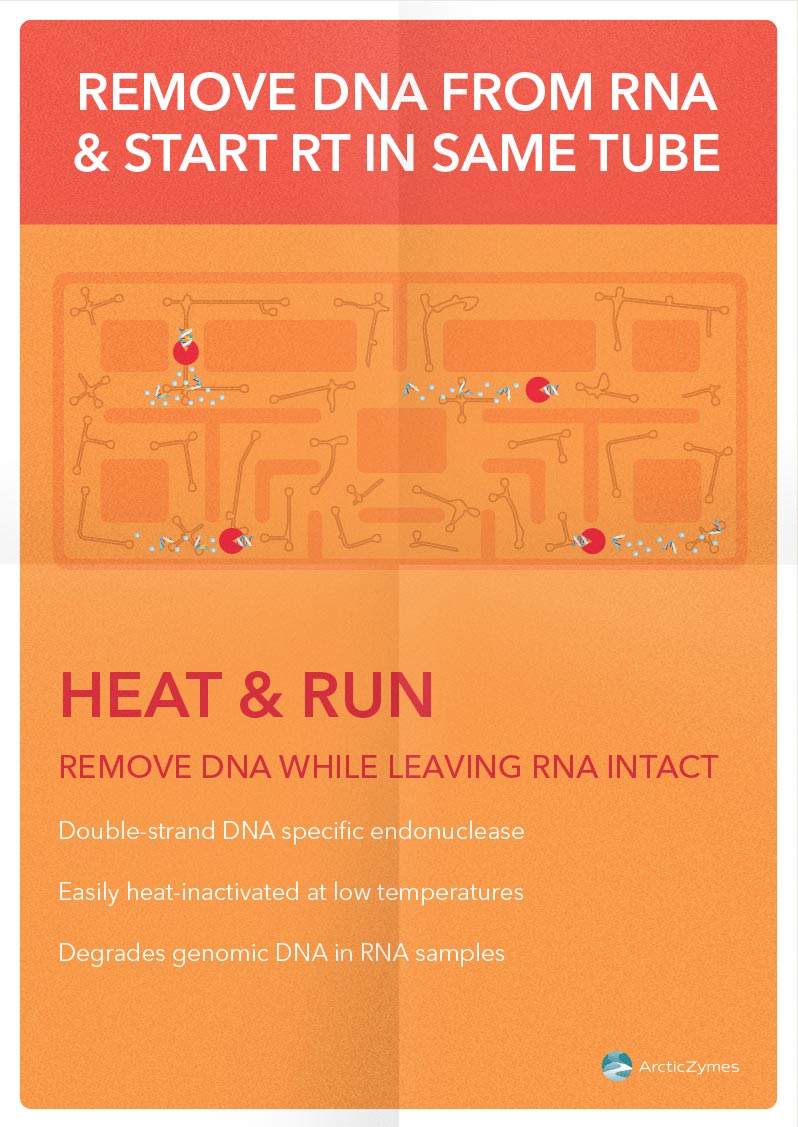 REMOVE DNA FROM RNA
& START RT IN SAME TUBE
HEAT & RUN
REMOVE DNA WHILE LEAVING RNA INTACT
Double-strand DNA specific endonuclease
Easily heat-inactivated at low temperatures
Degrades genomic DNA in RNA samples
ArcticZymes